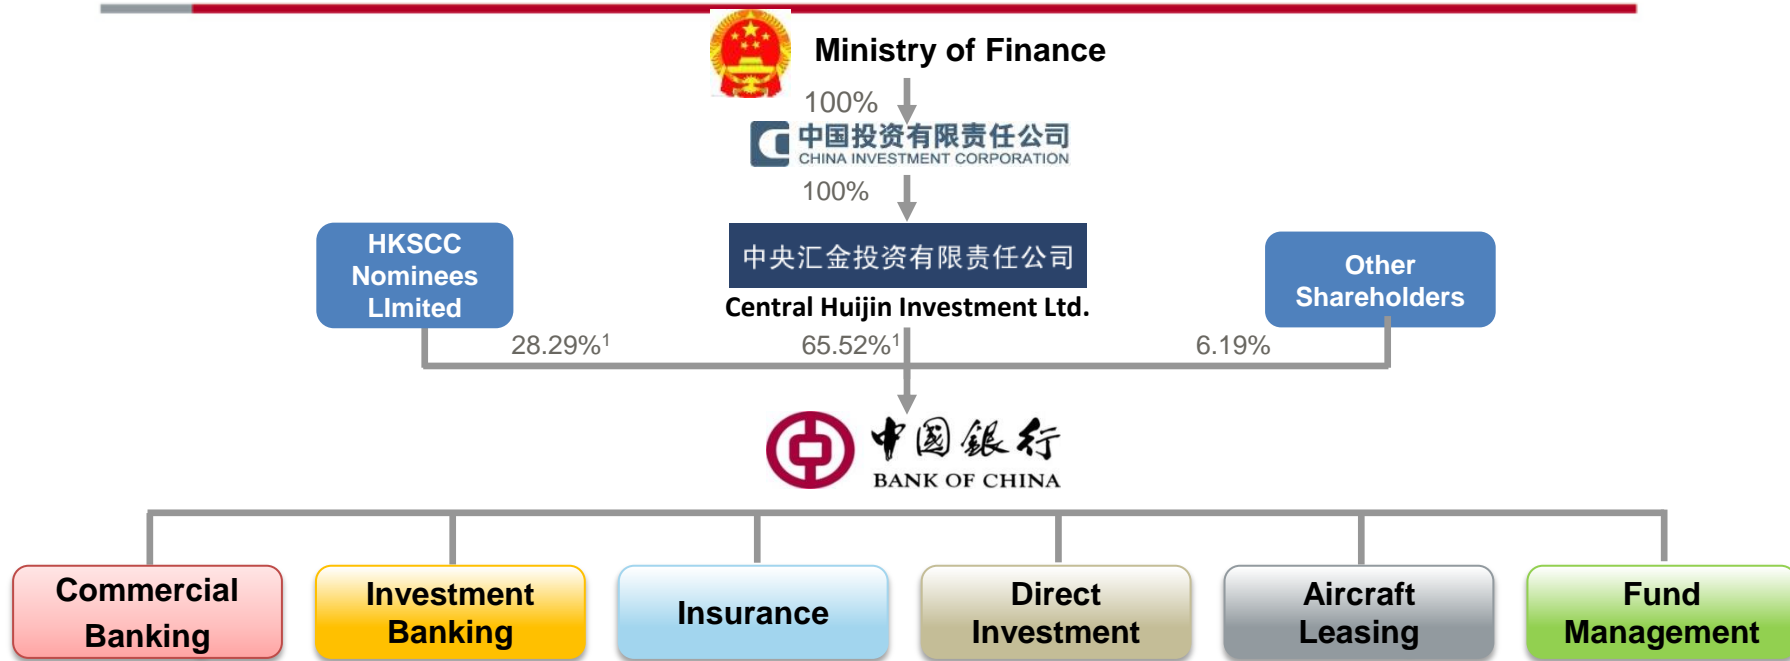 Ministry of Finance
100%
中国投资有限责任公司
CHINA INVESTMENT CORPORATION
100%
HKSCC
Nominees
LImited
中央汇金投资有限责任公司
Central Huijin Investment Ltd.
Other
Shareholders
28.29%¹
65.52%¹
6.19%
中國銀行
BANK OF CHINA
Commercial
Banking
Investment
Banking
Insurance
Direct
Investment
Aircraft
Leasing
Fund
Management